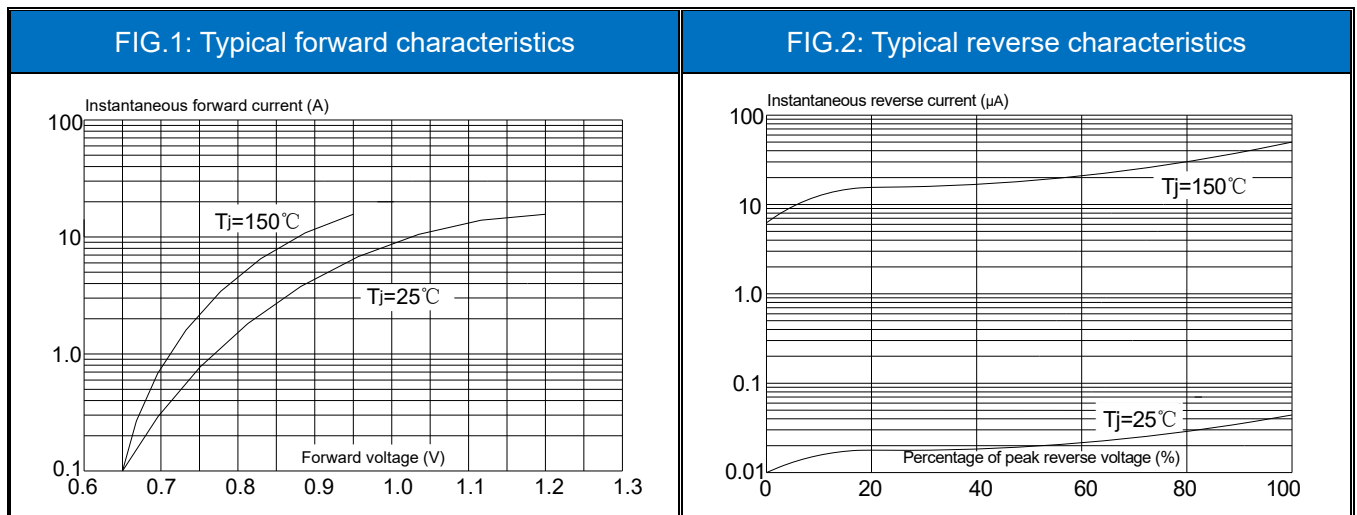 FIG.1: Typical forward characteristics
FIG.2: Typical reverse characteristics
Instantaneous forward current (A)
100
10
1.0
0.1
Tj=150℃
Tj=25℃
Forward voltage (V)
0.6 0.7 0.8 0.9 1.0 1.1 1.2 1.3
Instantaneous reverse current (μA)
100
10
1.0
0.1
0.01
Tj=150℃
Tj=25℃
Percentage of peak reverse voltage (%)
0 20 40 60 80 100